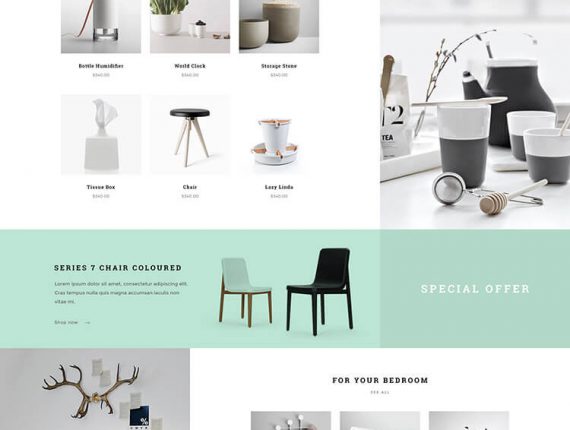 Bottle Humidifier
World Clock
Storage Stone
$340.00
$340.00
$340.00
Tissue Box
Chair
Lazy Linda
$340.00
$340.00
$340.00
TEA
SERIES 7 CHAIR COLOURED
Lorem ipsum dolor sit amet, consectetur adipiscing elit.
Cras tempus nulla quis magna accumsan iaculis non
vitae mi.
Shop now →
SPECIAL OFFER
%
FOR YOUR BEDROOM
SEE ALL